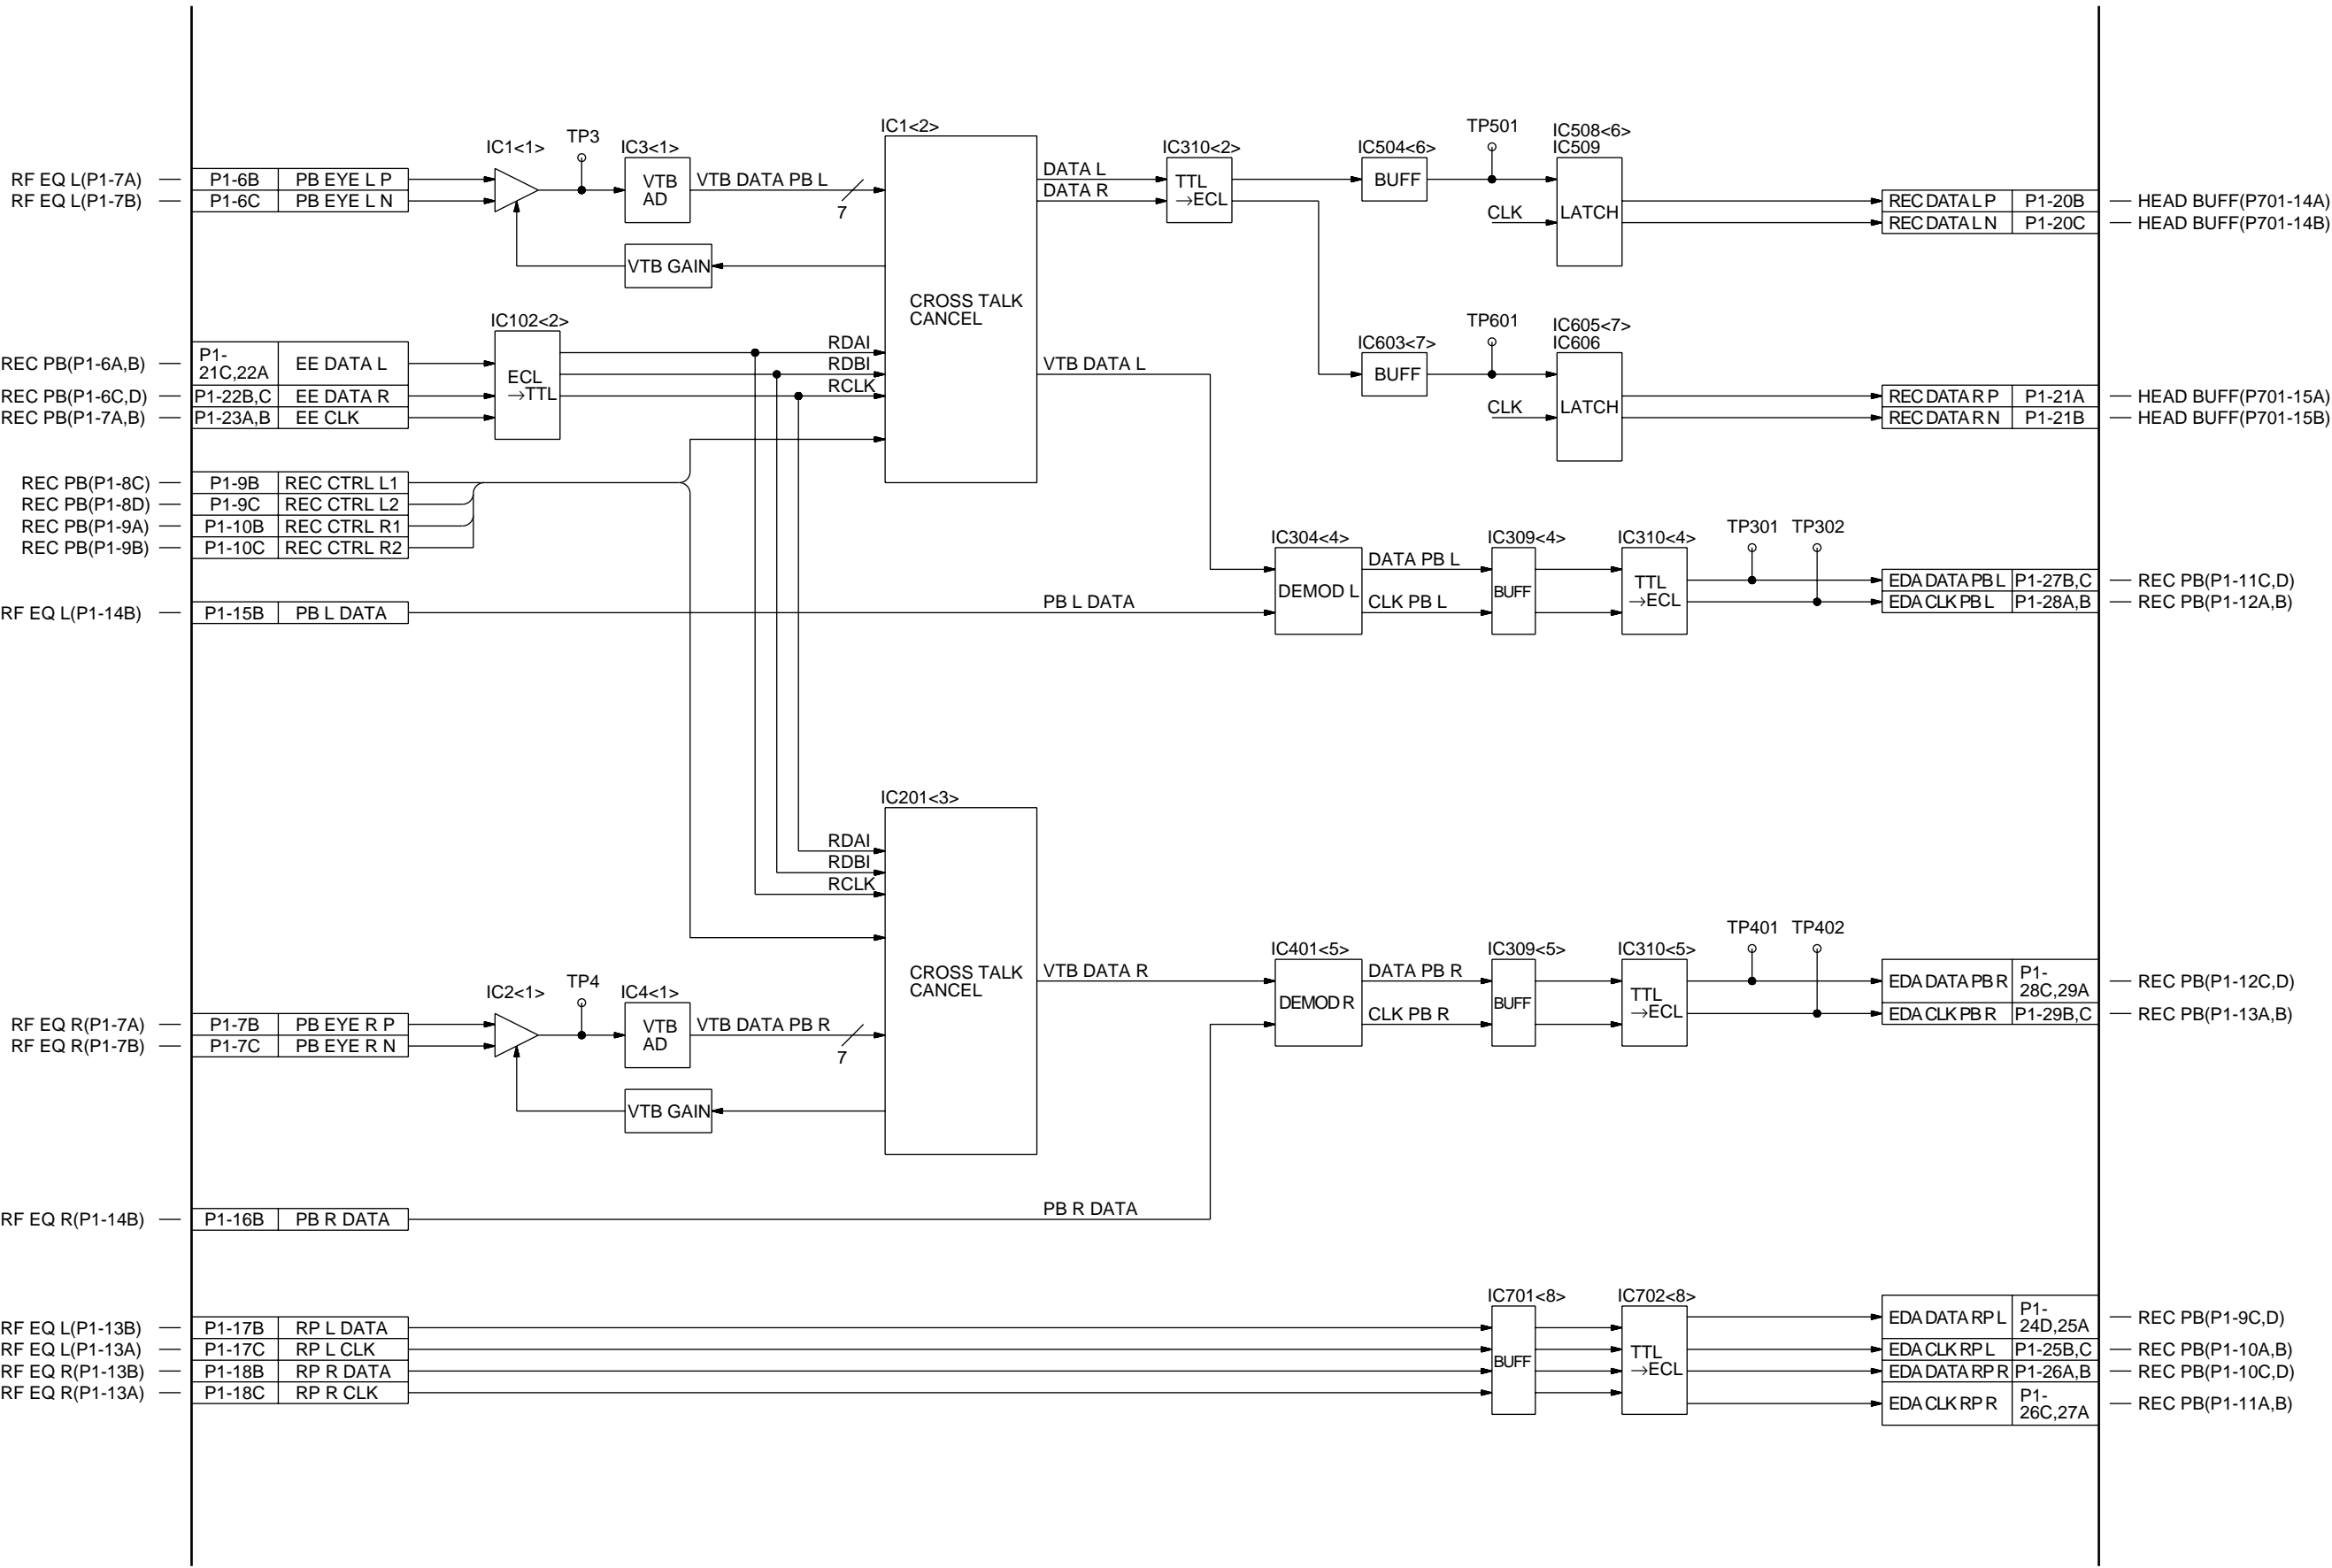 IC1<2>
TP501
IC508<6>
IC509
IC1<1>
TP3
IC3<1>
IC310<2>
IC504<6>
RF EQ L(P1-7A)
P1-6B
PB EYE L P
VTB
AD
VTB DATA PB L
7
DATA L
DATA R
TTL
→ECL
BUFF
CLK
LATCH
RF EQ L(P1-7B)
P1-6C
PB EYE L N
REC DATA L P
P1-20B
HEAD BUFF(P701-14A)
REC DATA L N
P1-20C
HEAD BUFF(P701-14B)
VTB GAIN
CROSS TALK
CANCEL
IC102<2>
TP601
IC605<7>
IC606
IC603<7>
REC PB(P1-6A,B)
P1-
21C,22A
EE DATA L
ECL
→TTL
RDAI
RDBI
RCLK
VTB DATA L
BUFF
CLK
LATCH
REC PB(P1-6C,D)
P1-22B,C
EE DATA R
REC DATA R P
P1-21A
HEAD BUFF(P701-15A)
REC PB(P1-7A,B)
P1-23A,B
EE CLK
REC DATA R N
P1-21B
HEAD BUFF(P701-15B)
REC PB(P1-8C)
P1-9B
REC CTRL L1
REC PB(P1-8D)
P1-9C
REC CTRL L2
REC PB(P1-9A)
P1-10B
REC CTRL R1
REC PB(P1-9B)
P1-10C
REC CTRL R2
IC304<4>
IC309<4>
IC310<4>
TP301
TP302
DEMOD L
DATA PB L
CLK PB L
BUFF
TTL
→ECL
EDA DATA PB L
P1-27B,C
REC PB(P1-11C,D)
EDA CLK PB L
P1-28A,B
REC PB(P1-12A,B)
RF EQ L(P1-14B)
P1-15B
PB L DATA
PB L DATA
IC201<3>
RDAI
RDBI
RCLK
CROSS TALK
CANCEL
VTB DATA R
IC401<5>
IC309<5>
IC310<5>
TP401
TP402
DEMOD R
DATA PB R
CLK PB R
BUFF
TTL
→ECL
EDA DATA PB R
P1-
28C,29A
REC PB(P1-12C,D)
EDA CLK PB R
P1-29B,C
REC PB(P1-13A,B)
IC2<1>
TP4
IC4<1>
RF EQ R(P1-7A)
P1-7B
PB EYE R P
VTB
AD
VTB DATA PB R
7
RF EQ R(P1-7B)
P1-7C
PB EYE R N
VTB GAIN
RF EQ R(P1-14B)
P1-16B
PB R DATA
PB R DATA
IC701<8>
IC702<8>
RF EQ L(P1-13B)
P1-17B
RP L DATA
RF EQ L(P1-13A)
P1-17C
RP L CLK
RF EQ R(P1-13B)
P1-18B
RP R DATA
RF EQ R(P1-13A)
P1-18C
RP R CLK
BUFF
TTL
→ECL
EDA DATA RP L
P1-
24D,25A
REC PB(P1-9C,D)
EDA CLK RP L
P1-25B,C
REC PB(P1-10A,B)
EDA DATA RP R
P1-26A,B
REC PB(P1-10C,D)
EDA CLK RP R
P1-
26C,27A
REC PB(P1-11A,B)